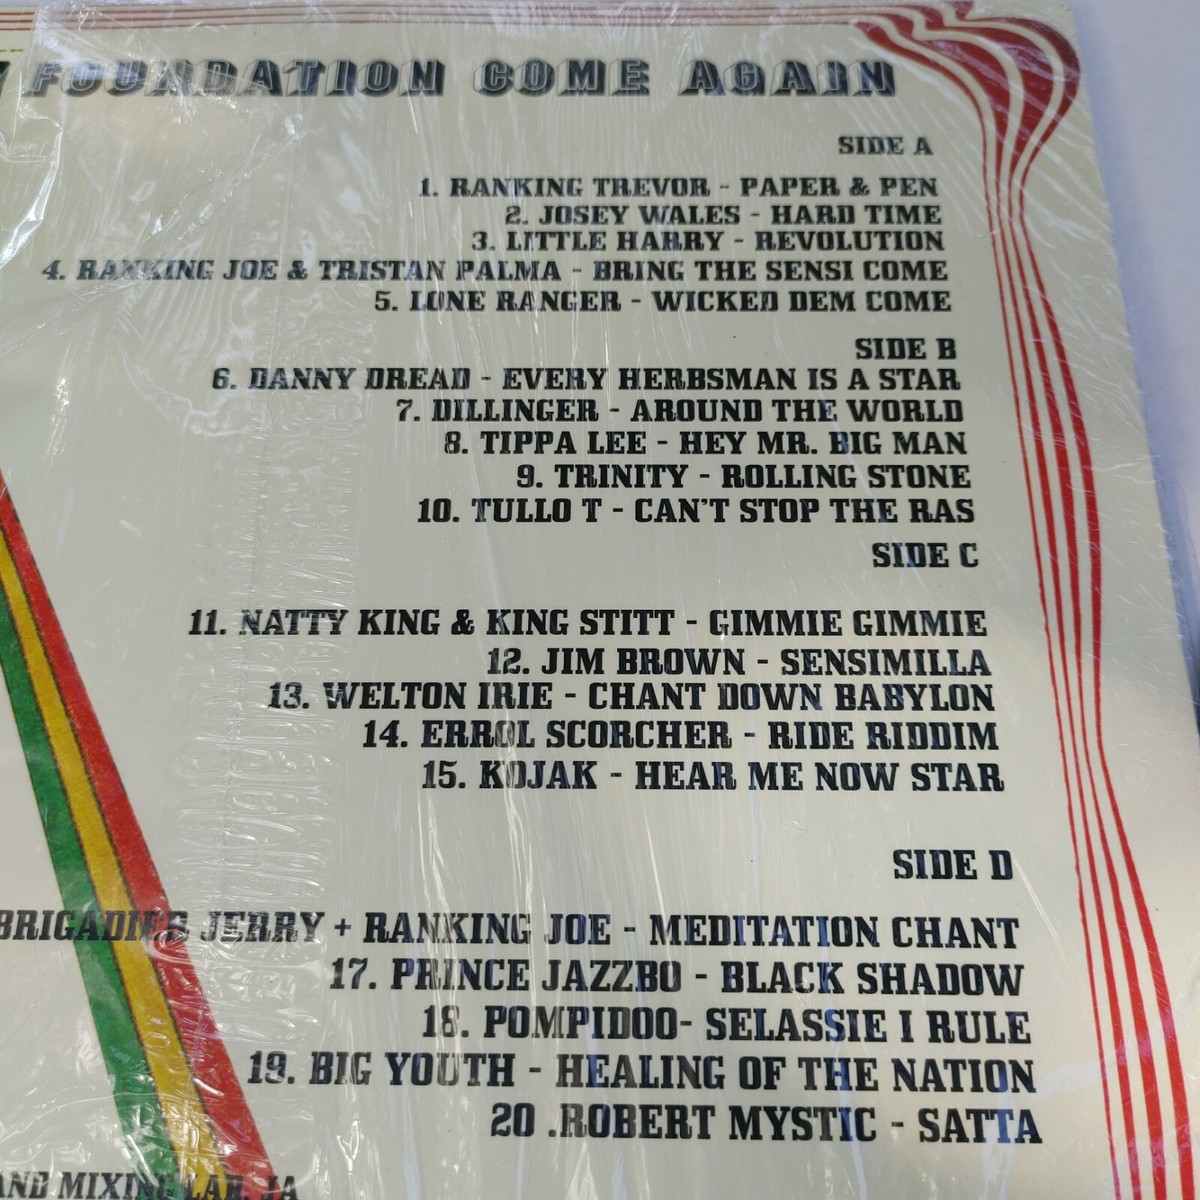 FOUNDATION COME AGAIN
SIDE A
1. RANKING TREVOR - PAPER & PEN
2. JOSEY WALES - HARD TIME
3. LITTLE HARRY - REVOLUTION
4. RANKING JOE & TRISTAN PALMA - BRING THE SENSI COME
5. LONE RANGER - WICKED DEM COME
SIDE B
6. DANNY DREAD - EVERY HERBSMAN IS A STAR
7. DILLINGER - AROUND THE WORLD
8. TIPPA LEE - HEY MR. BIG MAN
9. TRINITY - ROLLING STONE
10. TULLO T - CAN'T STOP THE RAS
SIDE C
11. NATTY KING & KING STITT - GIMMIE GIMMIE
12. JIM BROWN - SENSIMILLA
13. WELTON IRIE - CHANT DOWN BABYLON
14. ERROL SCORCHER - RIDE RIDDIM
15. KOJAK - HEAR ME NOW STAR
SIDE D
BRIGADIER JERRY + RANKING JOE - MEDITATION CHANT
17. PRINCE JAZZBO - BLACK SHADOW
18. POMPIDOO- SELASSIE I RULE
19. BIG YOUTH - HEALING OF THE NATION
20 .ROBERT MYSTIC - SATTA
AND MIXING LAB, JA